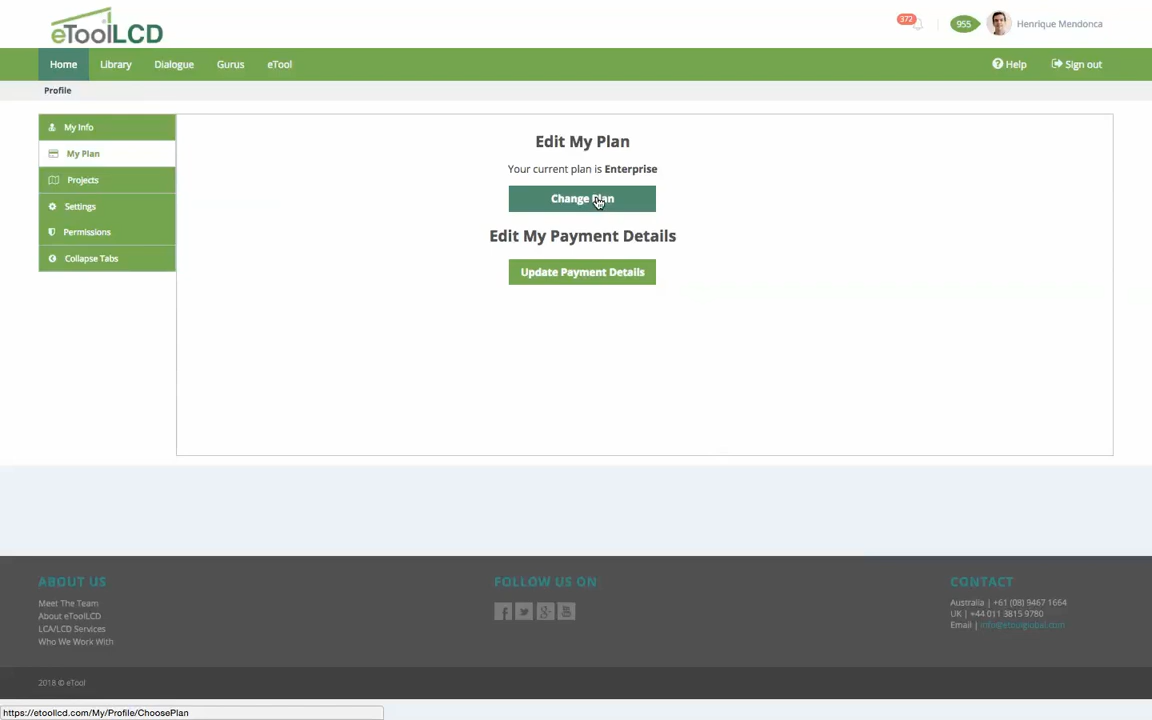 eToolLCD
372
955
Henrique Mendonca
Home
Library
Dialogue
Gurus
eTool
Help
Sign out
Profile
My Info
My Plan
Projects
Settings
Permissions
Collapse Tabs
Edit My Plan
Your current plan is Enterprise
Change Plan
Edit My Payment Details
Update Payment Details
ABOUT US
Meet The Team
About eToolLCD
LCA/LCD Services
Who We Work With
FOLLOW US ON
CONTACT
Australia | +61 (08) 9467 1664
UK | +44 011 3815 9780
Email | info@etoolglobal.com
2018 © eTool
https://etoollcd.com/My/Profile/ChoosePlan